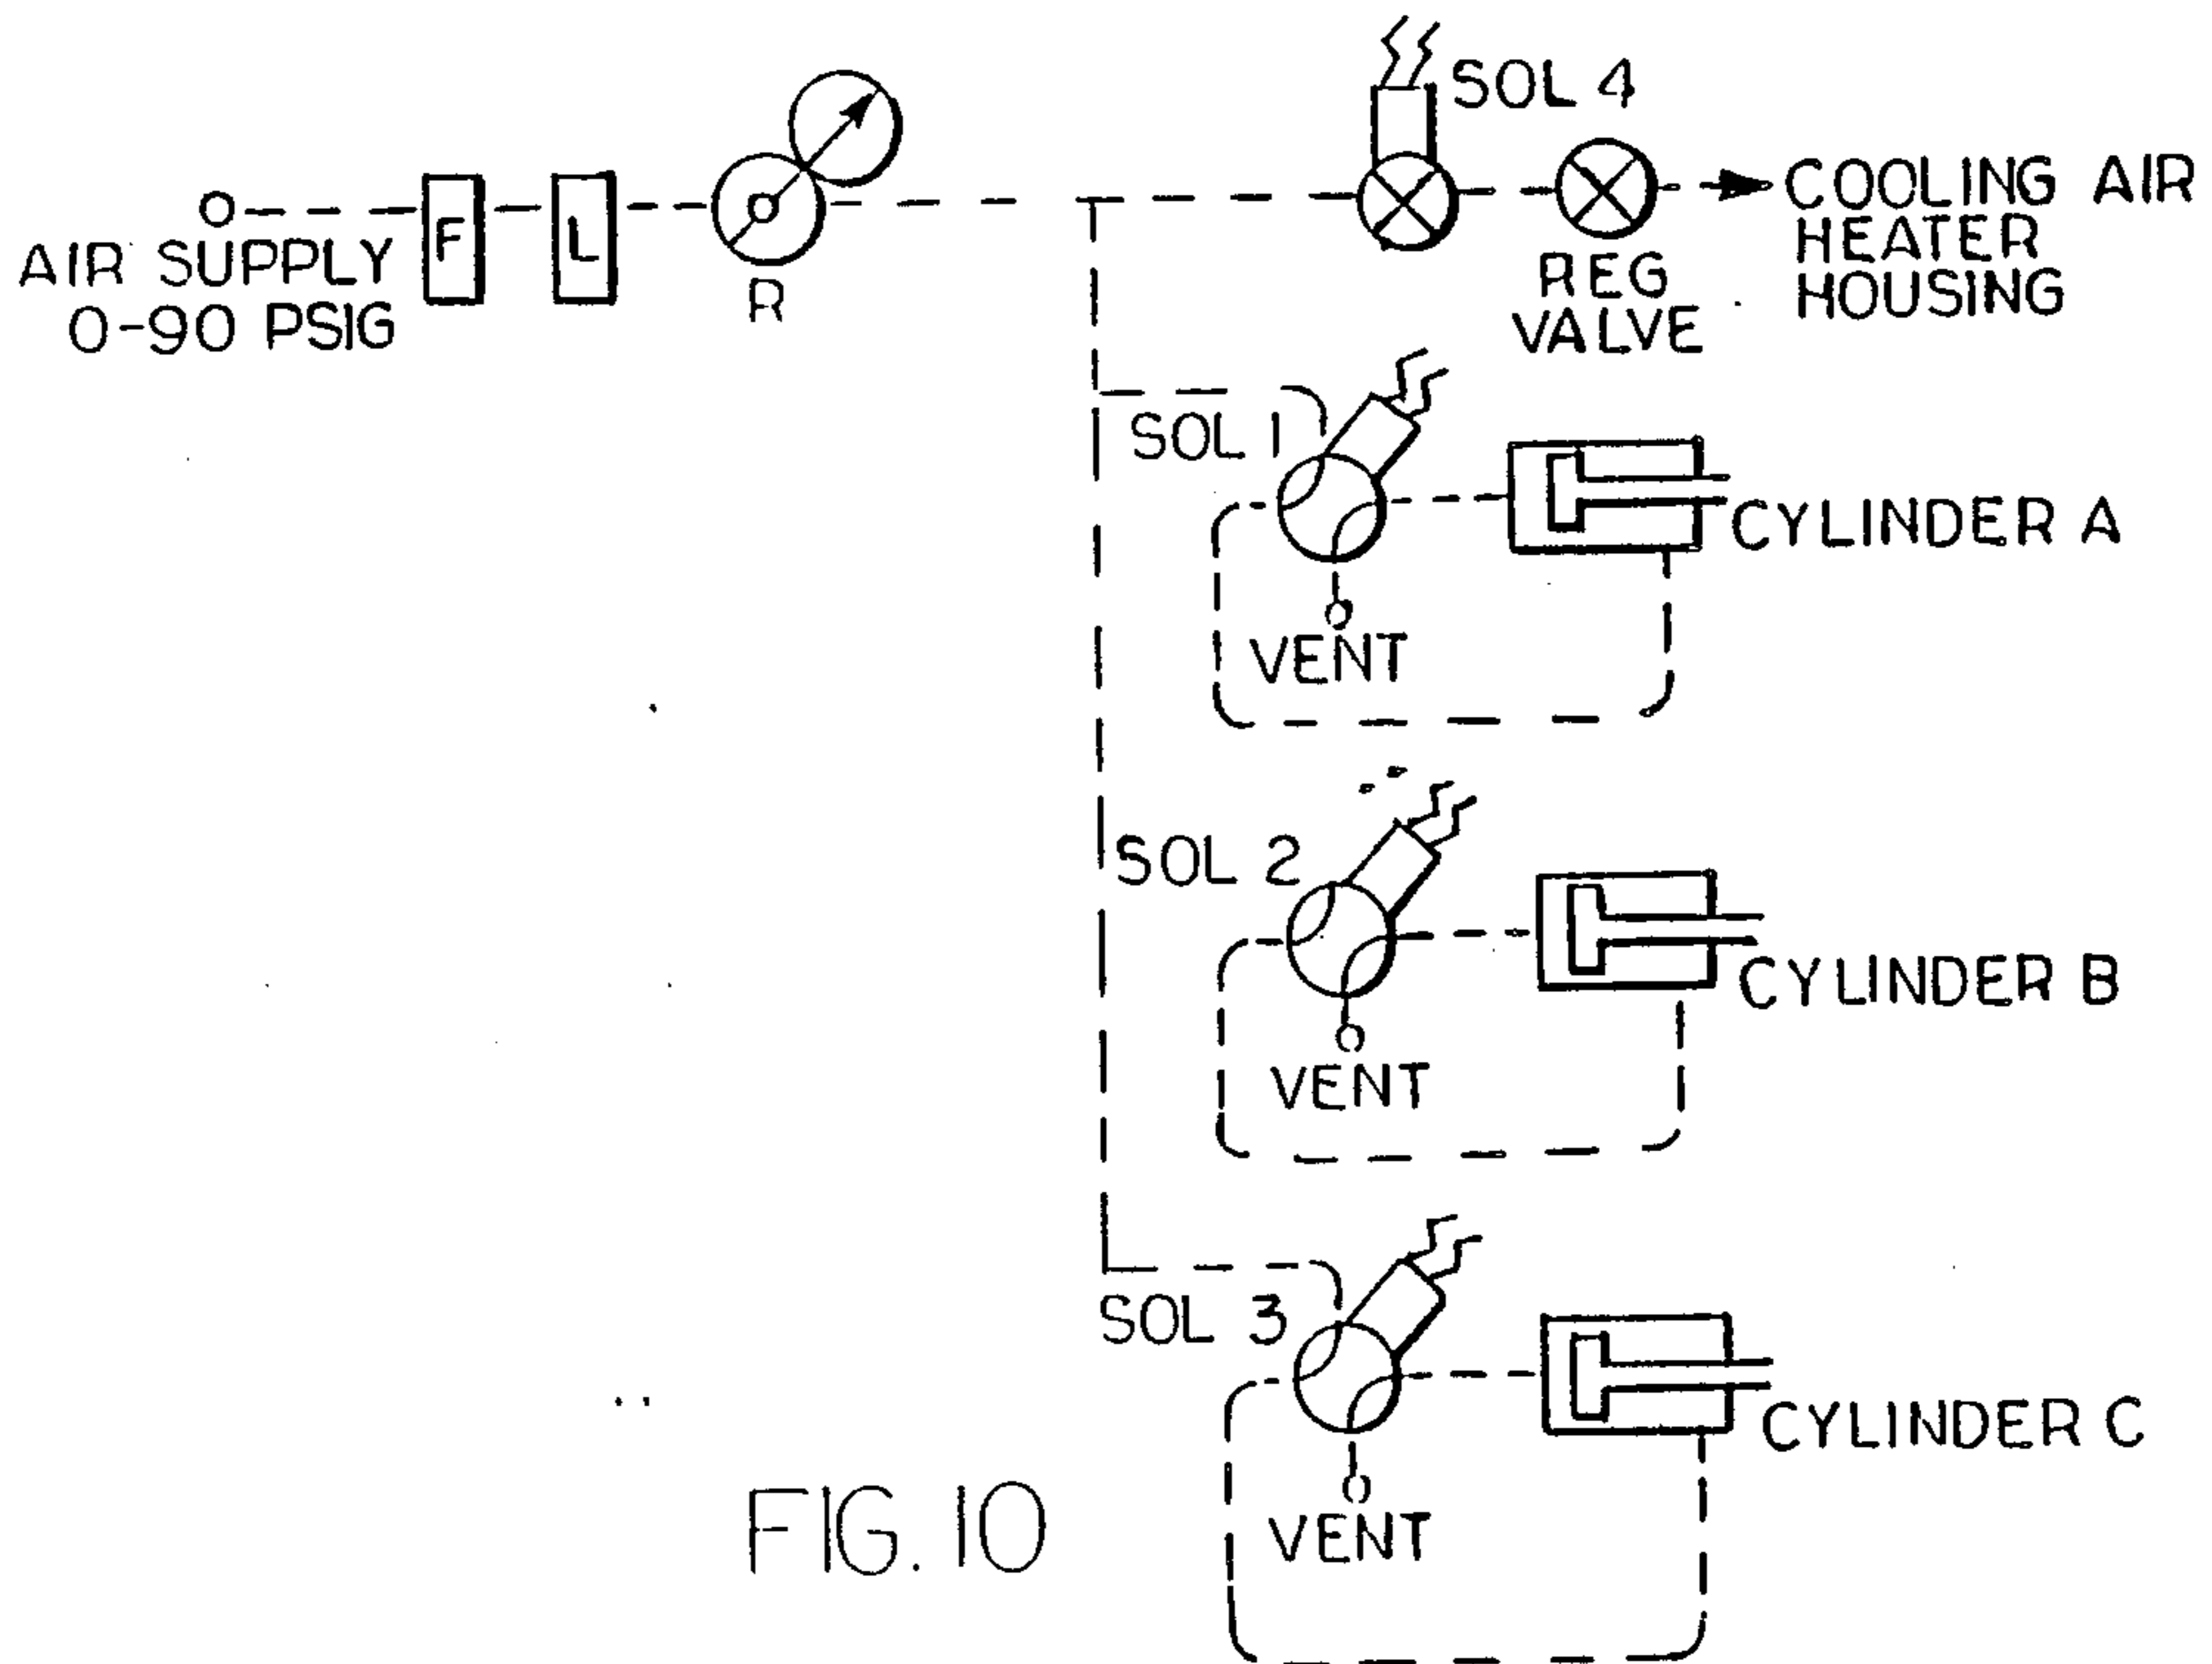 SOL 4
AIR SUPPLY
0-90 PSIG
F
L
R
REG
VALVE
COOLING AIR
HEATER
HOUSING
SOL 1
CYLINDER A
VENT
SOL 2
CYLINDER B
VENT
SOL 3
CYLINDER C
VENT
FIG. 10